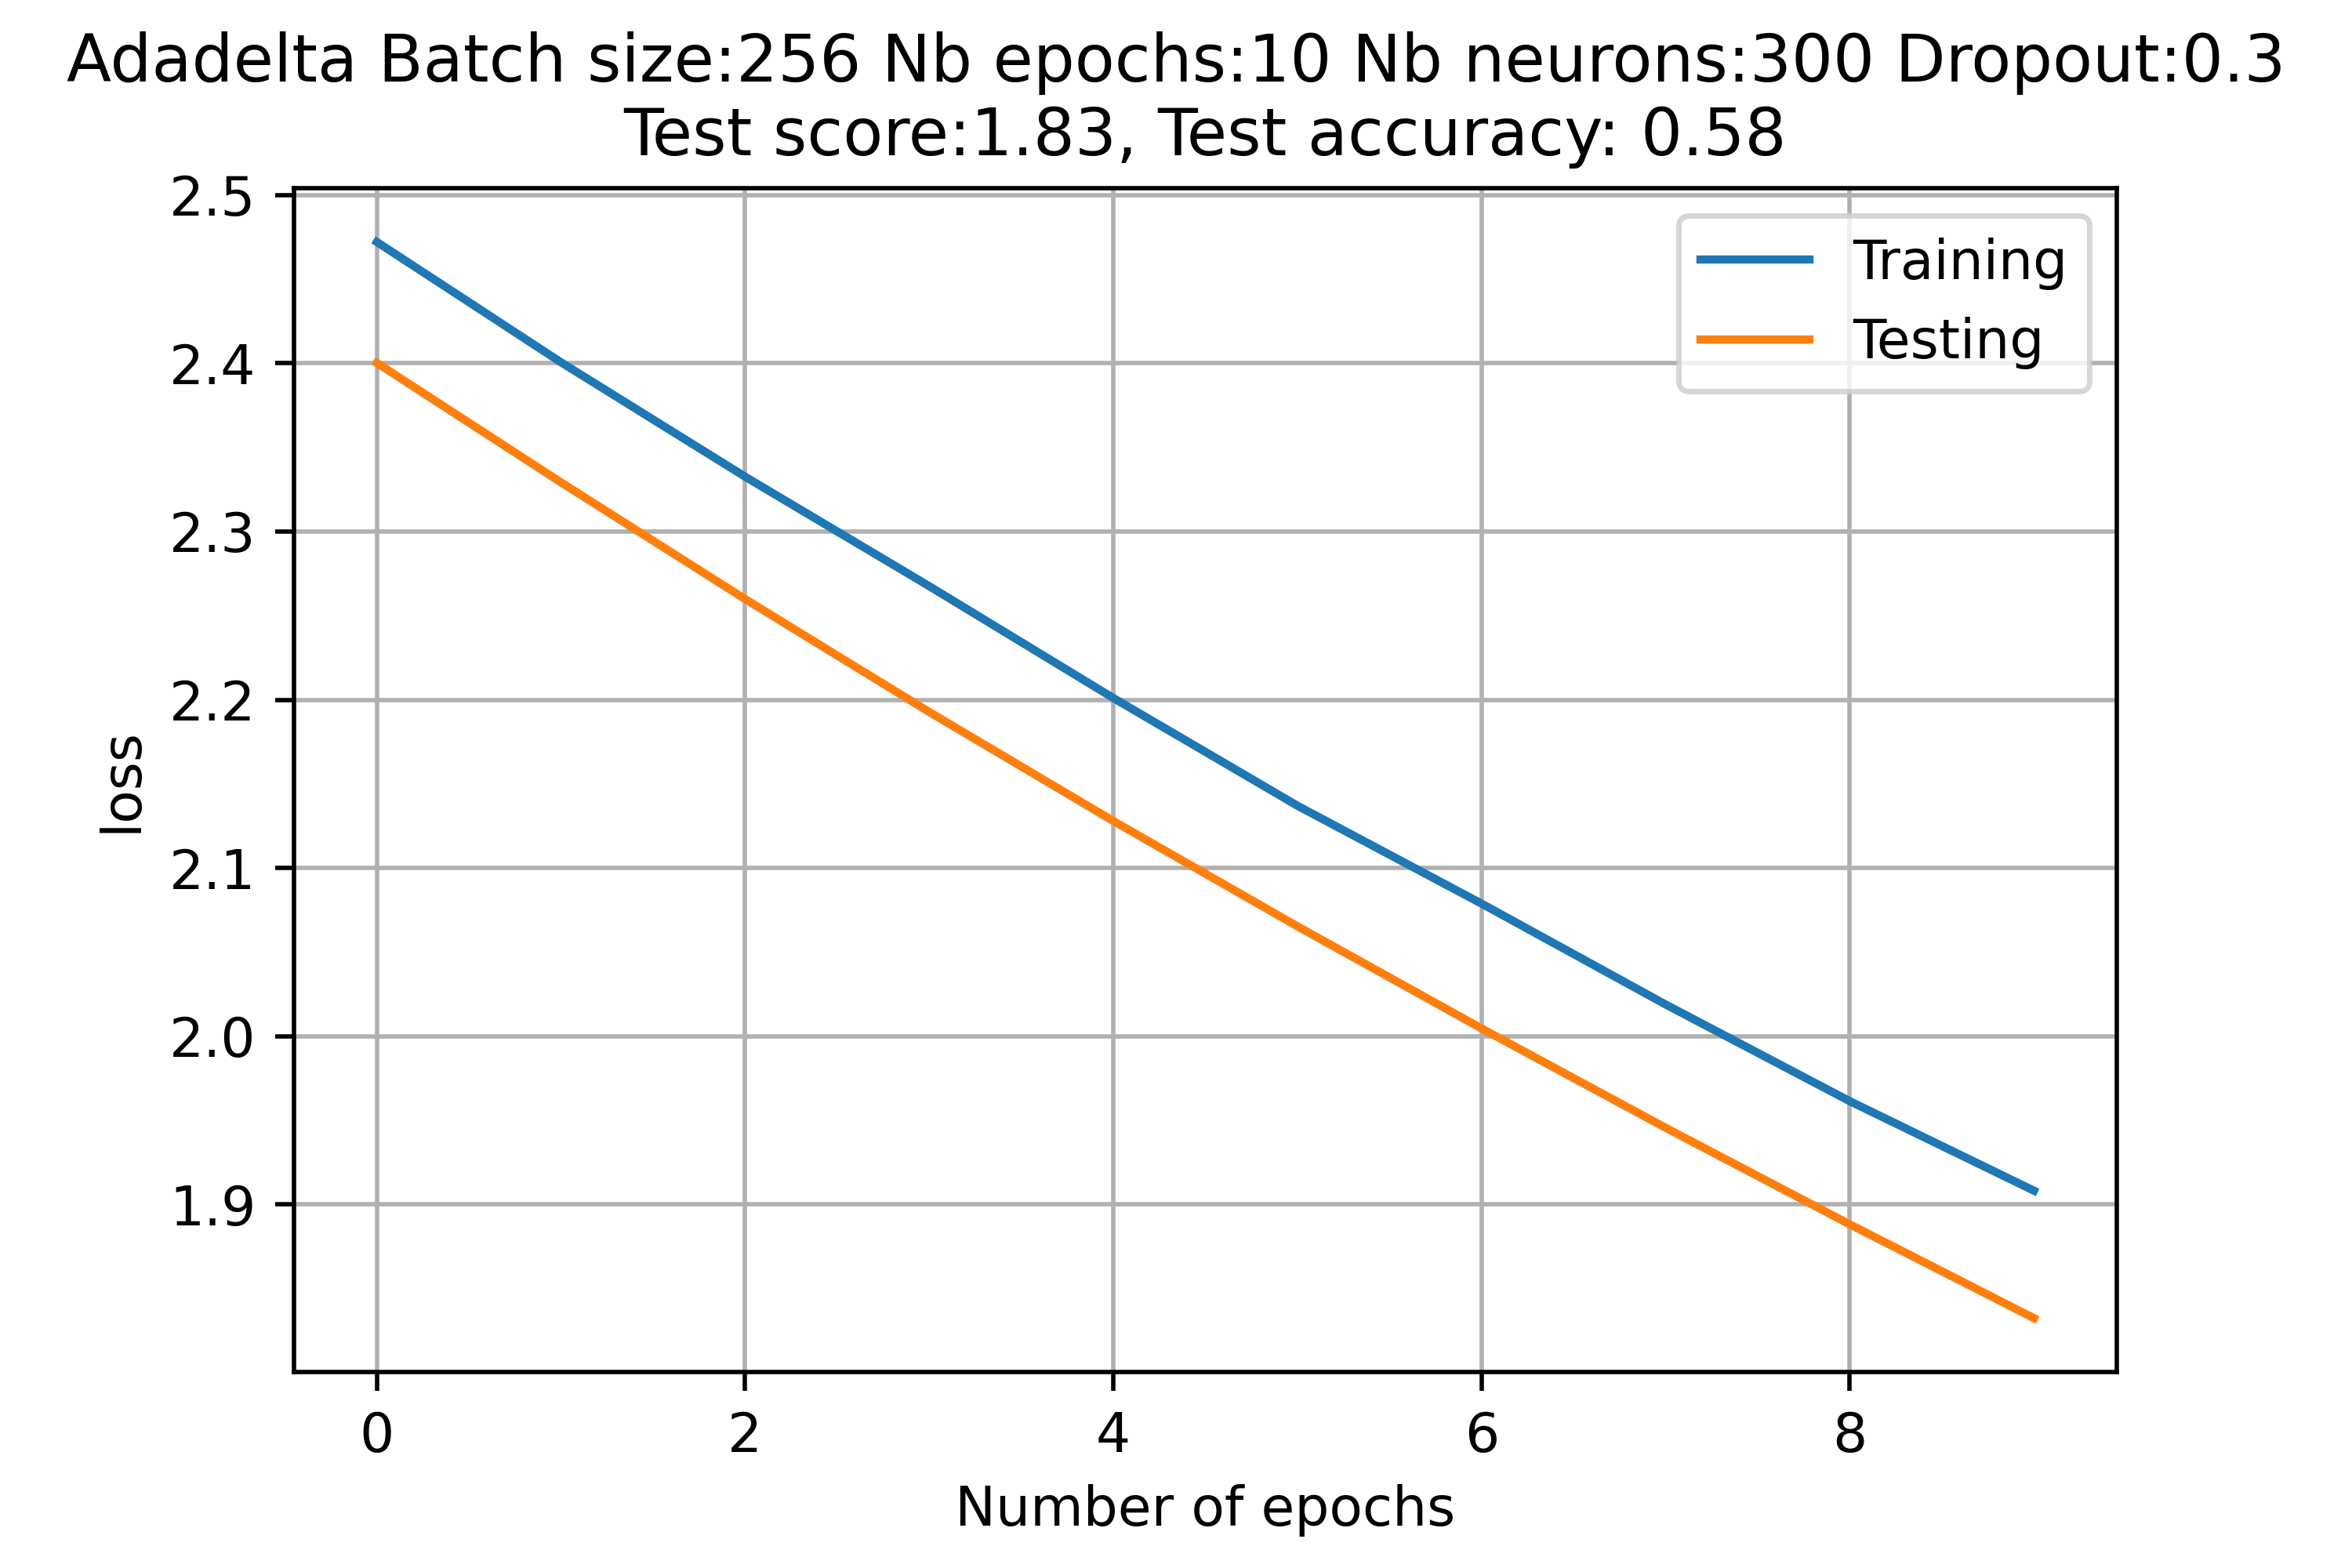 Adadelta Batch size:256 Nb epochs:10 Nb neurons:300 Dropout:0.3
Test score:1.83, Test accuracy: 0.58
2.5
2.4
2.3
2.2
2.1
2.0
1.9
loss
Training
Testing
0 2 4 6 8
Number of epochs